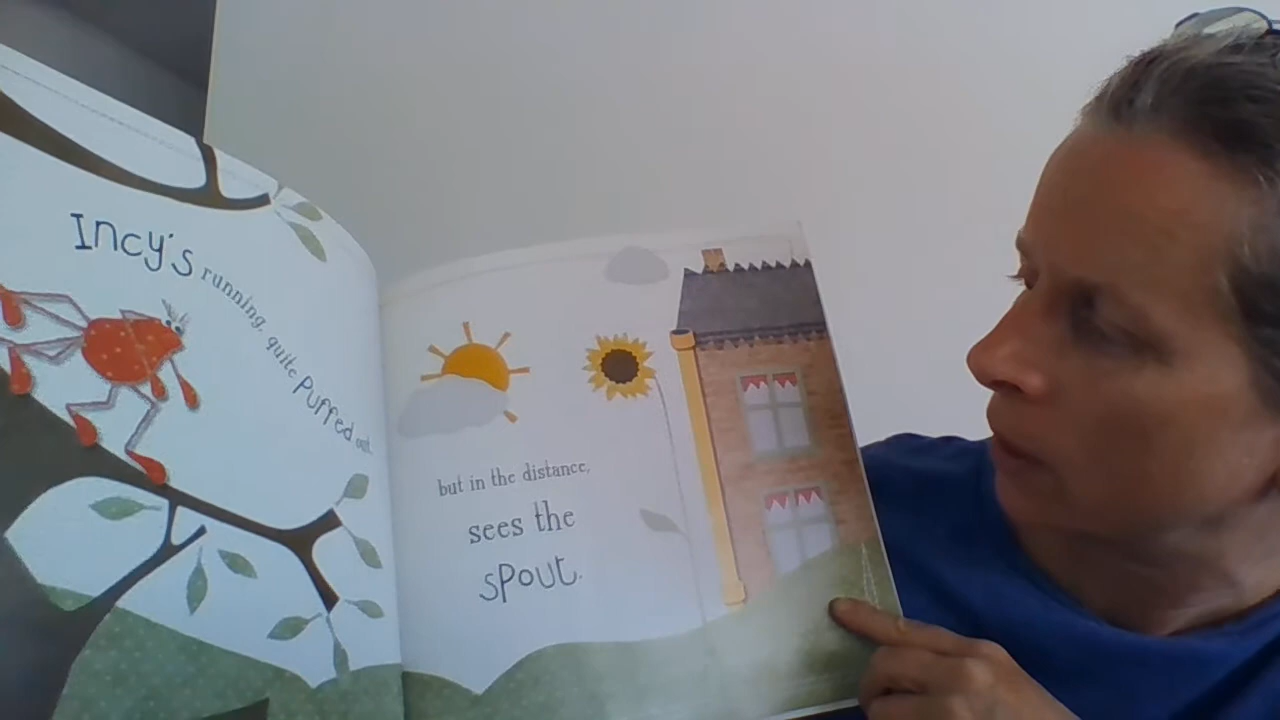 Incy's running, quite Puffed out
but in the distance,
sees the
spout.